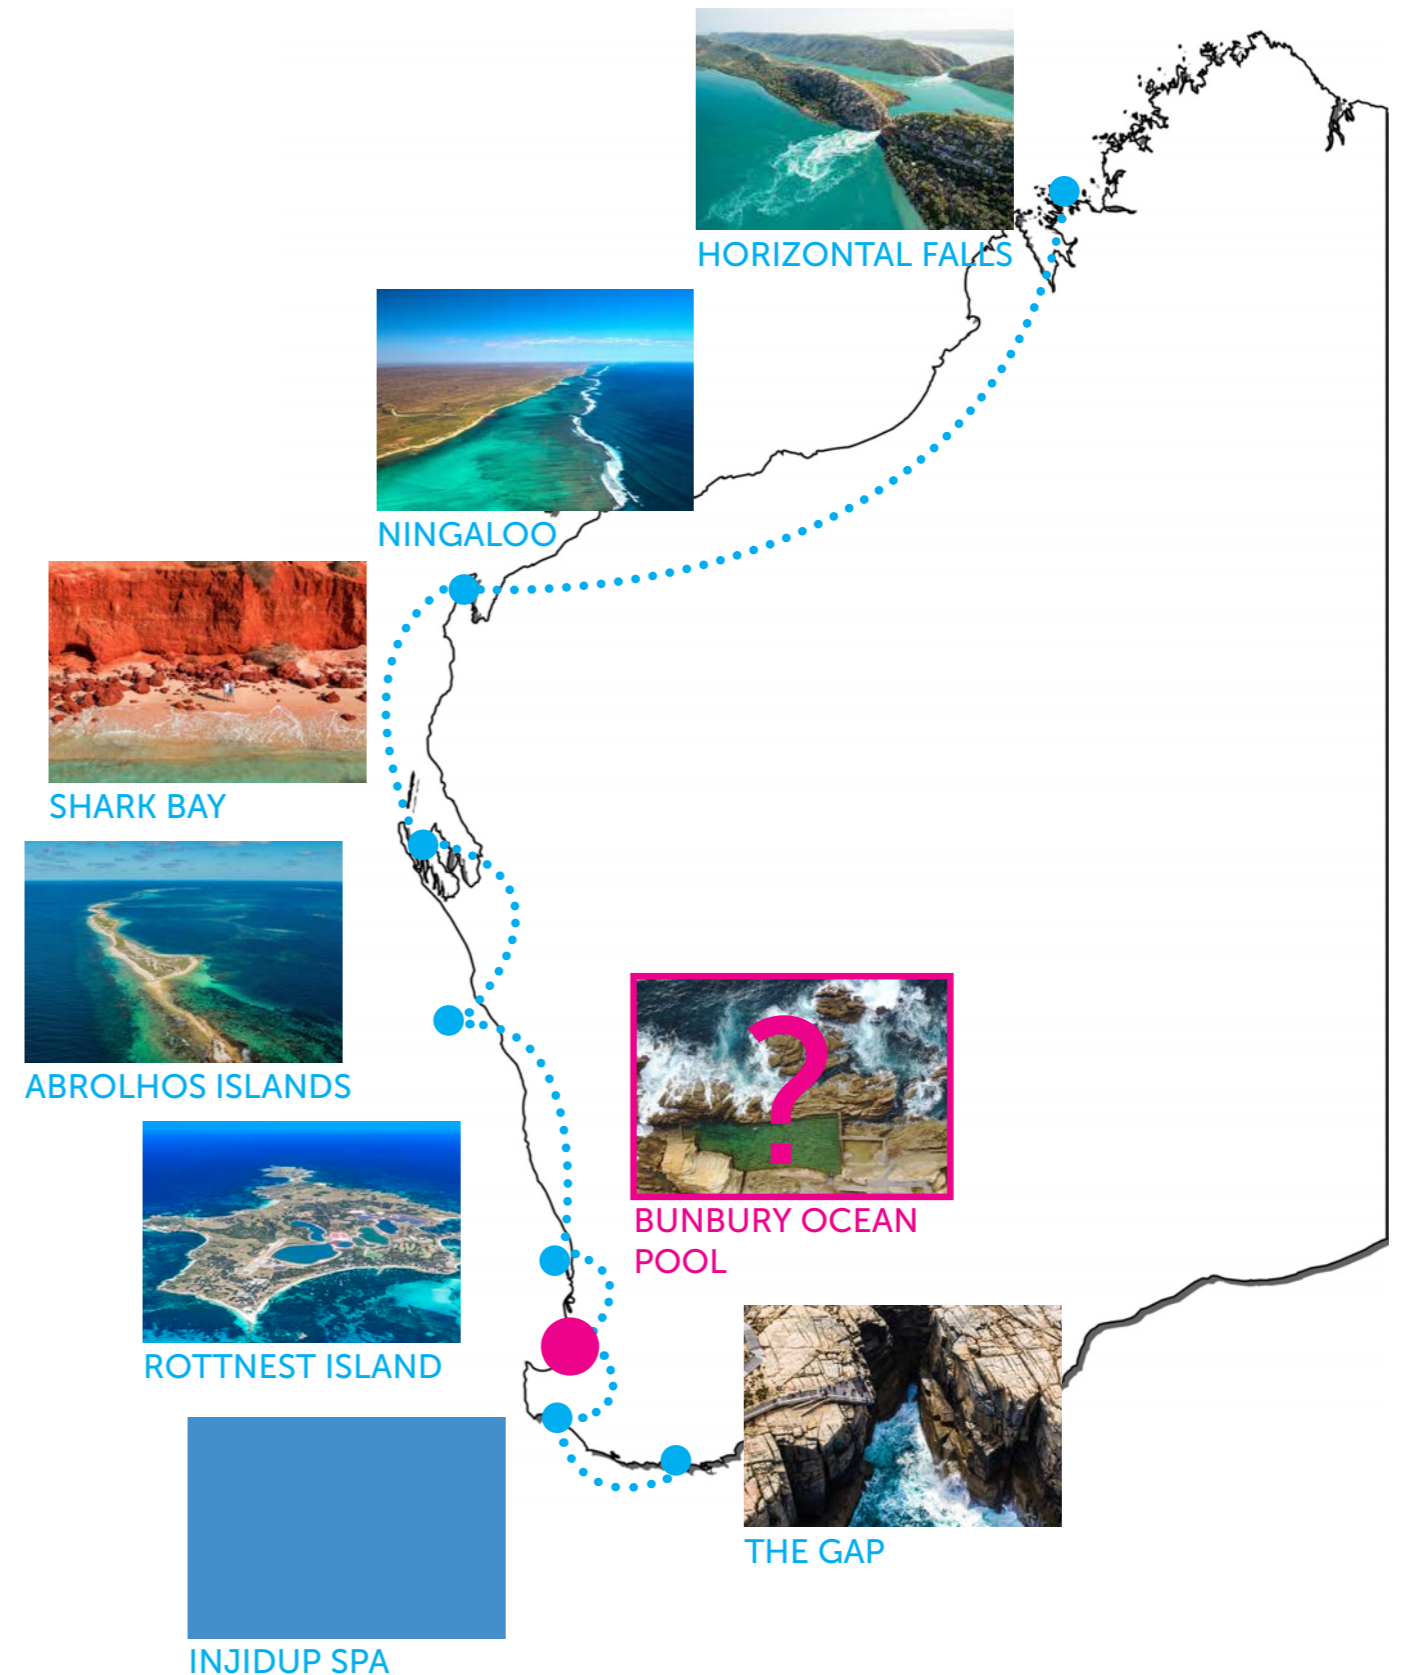 HORIZONTAL FALLS
NINGALOO
SHARK BAY
ABROLHOS ISLANDS
?
BUNBURY OCEAN
POOL
ROTTNEST ISLAND
THE GAP
INJIDUP SPA